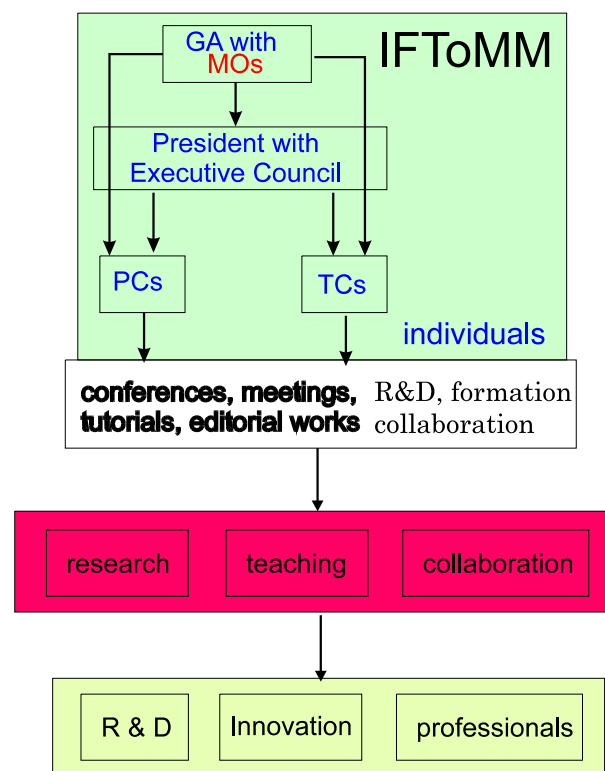 GA with
MOs
IFToMM
President with
Executive Council
PCs
TCs
individuals
conferences, meetings,
tutorials, editorial works
R&D, formation
collaboration
research
teaching
collaboration
R & D
Innovation
professionals